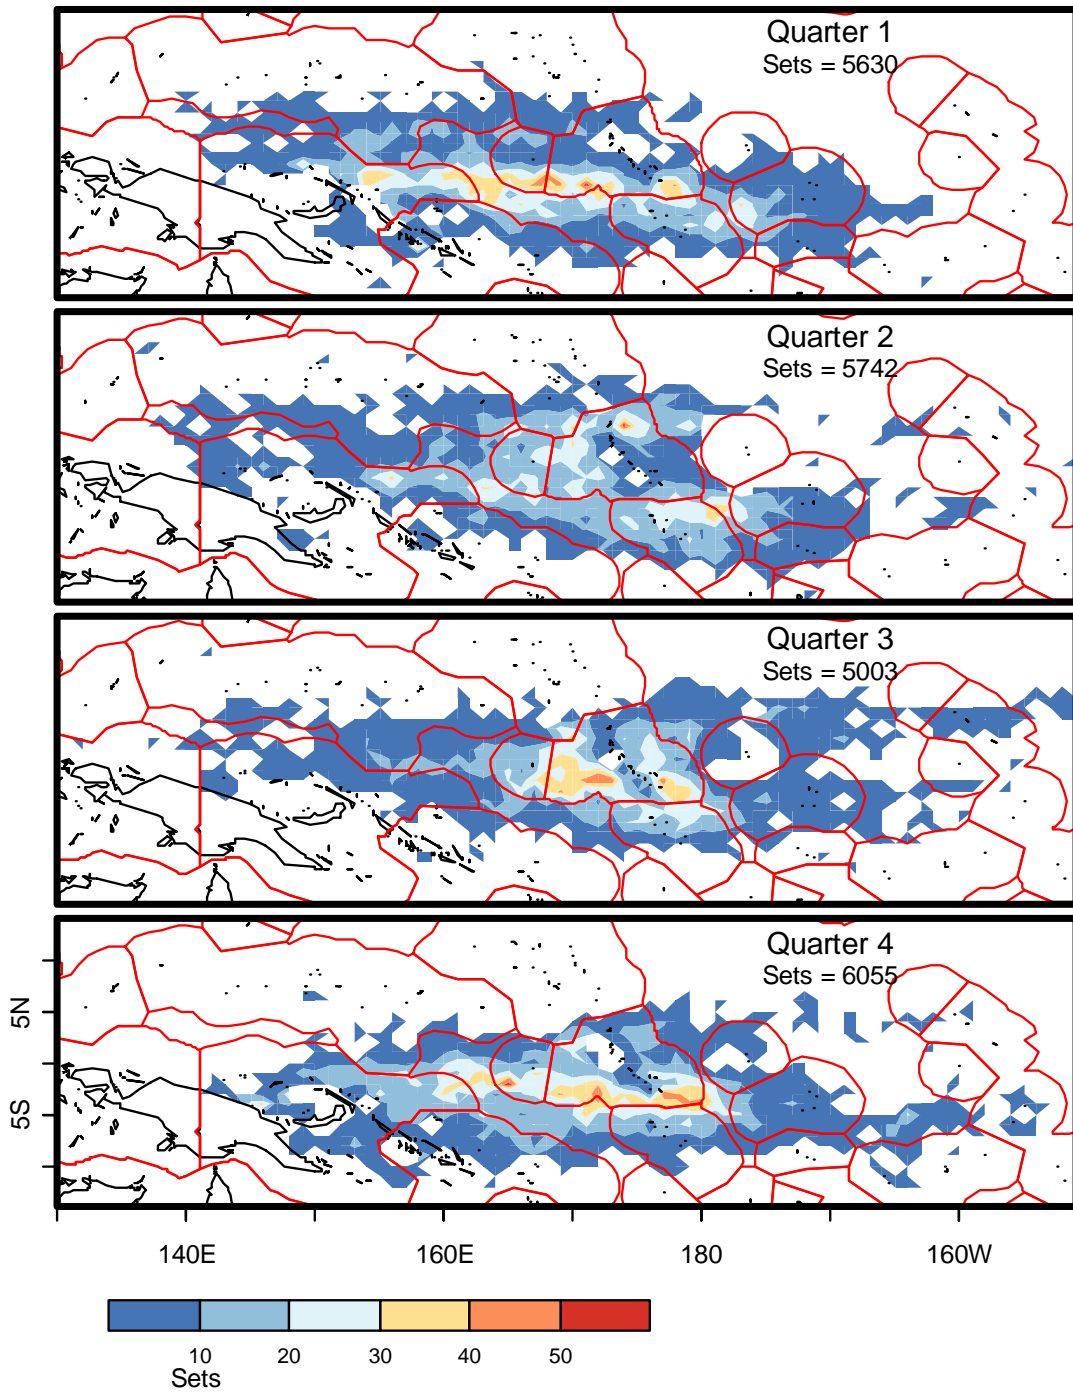 Quarter 1
Sets = 5630
Quarter 2
Sets = 5742
Quarter 3
Sets = 5003
Quarter 4
Sets = 6055
5N
5S
140E 160E 180 160W
10 20 30 40 50
Sets